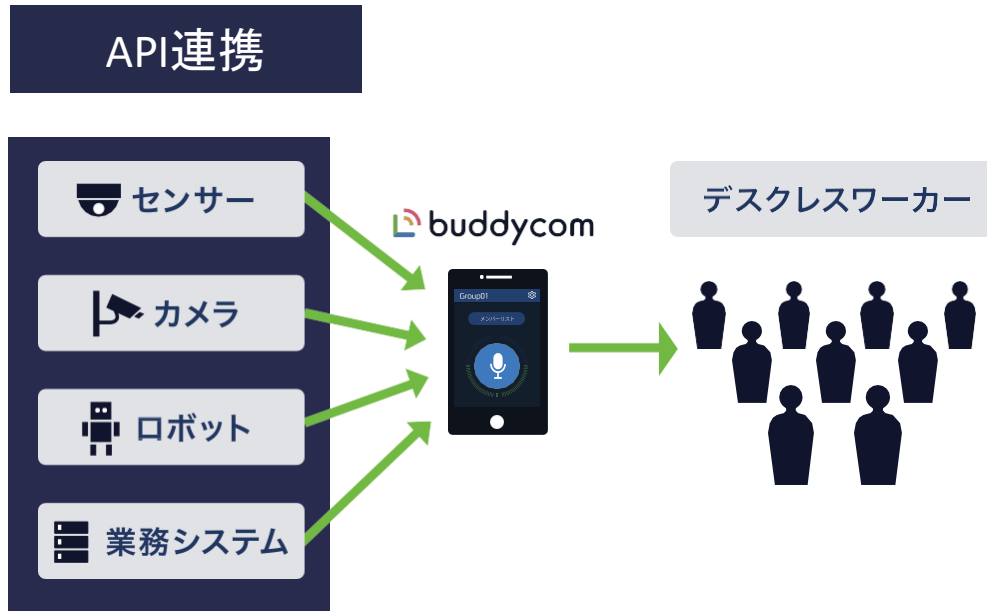 API連携
センサー
カメラ
ロボット
業務システム
buddycom
Group01
メンバーリスト
デスクレスワーカー